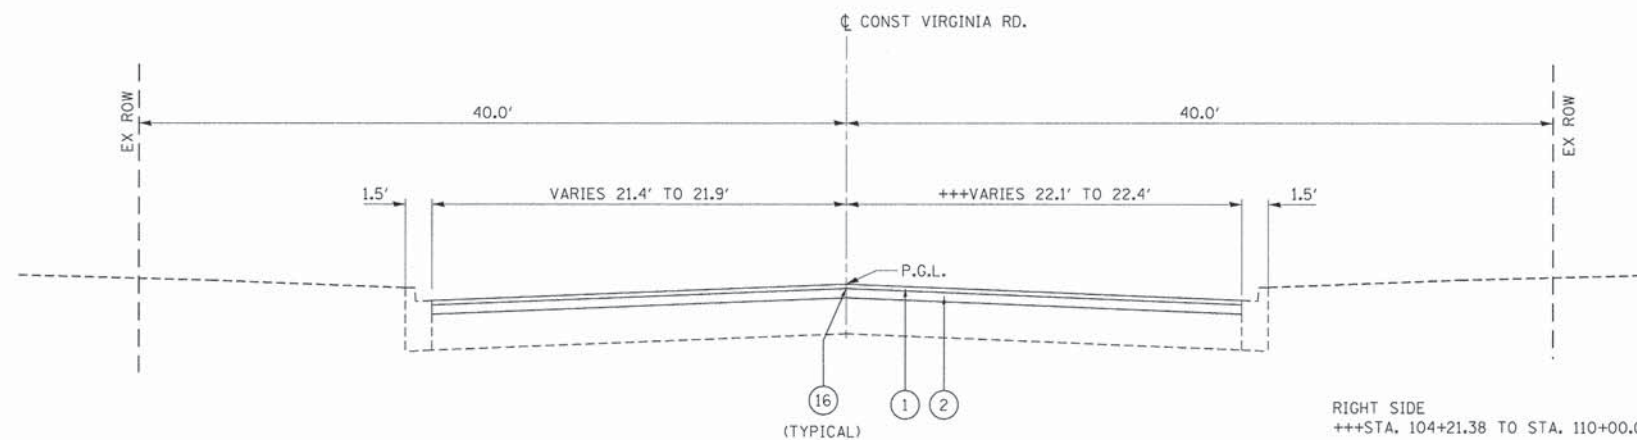 ℄ CONST VIRGINIA RD.
EX ROW
40.0'
40.0'
EX ROW
1.5'
VARIES 21.4' TO 21.9'
+++VARIES 22.1' TO 22.4'
1.5'
P.G.L.
16
1
2
(TYPICAL)
RIGHT SIDE
+++STA. 104+21.38 TO STA. 110+00.0